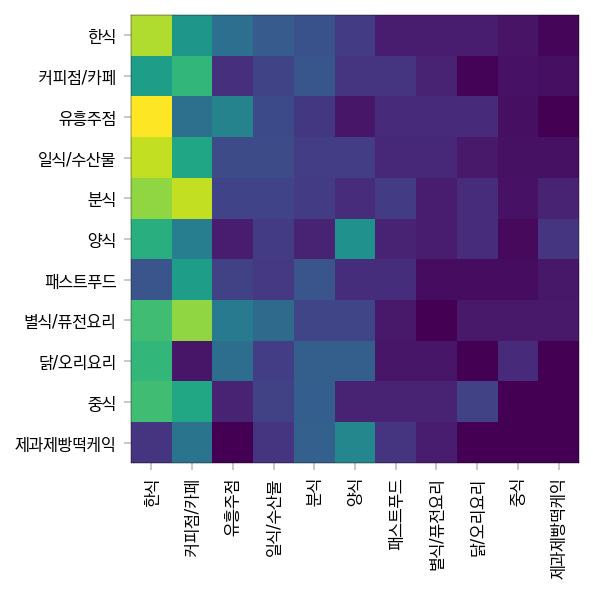 한식
커피점/카페
유흥주점
일식/수산물
분식
양식
패스트푸드
별식/퓨전요리
닭/오리요리
중식
제과제빵떡케익
한식
커피점/카페
유흥주점
일식/수산물
분식
양식
패스트푸드
별식/퓨전요리
닭/오리요리
중식
제과제빵떡케익